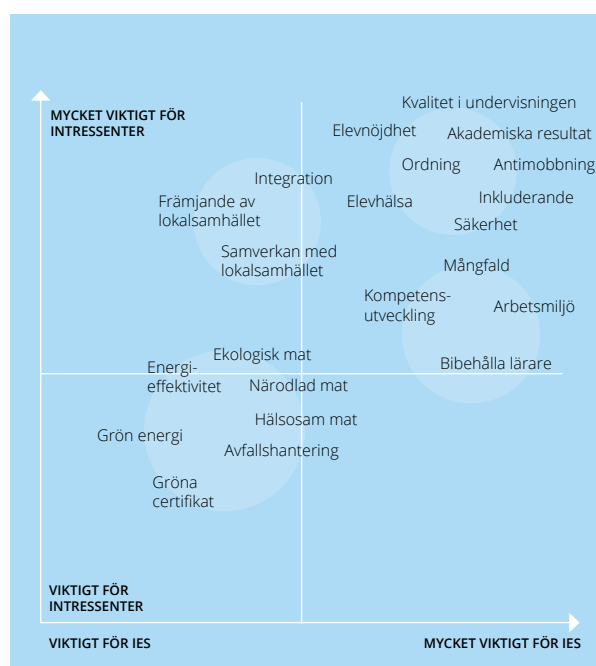 Kvalitet i undervisningen
MYCKET VIKTIGT FÖR
INTRESSENTER
Elevnöjdhet
Akademiska resultat
Ordning
Antimobbning
Integration
Elevhälsa
Inkluderande
Främjande av
lokalsamhället
Säkerhet
Samverkan med
lokalsamhället
Mångfald
Kompetens-
utveckling
Arbetsmiljö
Ekologisk mat
Bibehålla lärare
Energi-
effektivitet
Närodlad mat
Hälsosam mat
Grön energi
Avfallshantering
Gröna
certifikat
VIKTIGT FÖR
INTRESSENTER
VIKTIGT FÖR IES
MYCKET VIKTIGT FÖR IES